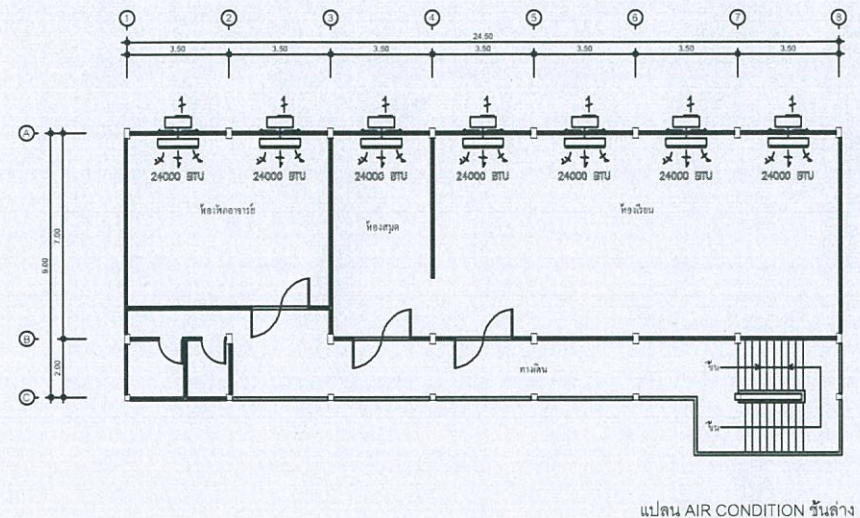 1 2 3 4 5 6 7 8
24.50
3.50 3.50 3.50 3.50 3.50 3.50 3.50
A
24000 BTU 24000 BTU 24000 BTU 24000 BTU 24000 BTU 24000 BTU 24000 BTU
ห้องพักอาจารย์ ห้องสมุด ห้องเรียน
7.00
9.00
B
2.00
ทางเดิน
ขึ้น
C
ขึ้น
แปลน AIR CONDITION ชั้นล่าง